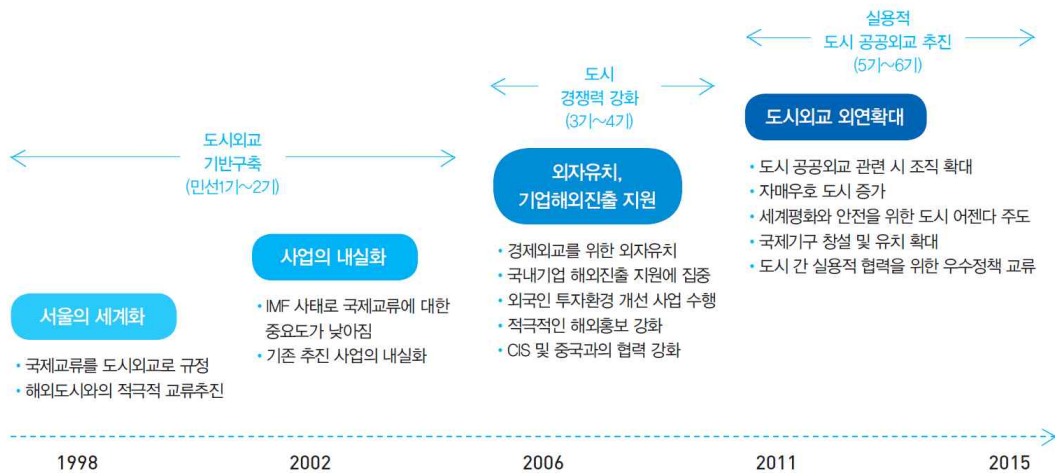 실용적
도시 공공외교 추진
(5기~6기)
도시
경쟁력 강화
(3기~4기)
도시외교 외연확대
도시외교
기반구축
(민선1기~2기)
• 도시 공공외교 관련 시 조직 확대
• 자매우호 도시 증가
• 세계평화와 안전을 위한 도시 어젠다 주도
• 국제기구 창설 및 유치 확대
• 도시 간 실용적 협력을 위한 우수정책 교류
외자유치,
기업해외진출 지원
• 경제외교를 위한 외자유치
• 국내기업 해외진출 지원에 집중
• 외국인 투자환경 개선 사업 수행
• 적극적인 해외홍보 강화
• CIS 및 중국과의 협력 강화
사업의 내실화
• IMF 사태로 국제교류에 대한
중요도가 낮아짐
• 기존 추진 사업의 내실화
서울의 세계화
• 국제교류를 도시외교로 규정
• 해외도시와의 적극적 교류추진
1998 2002 2006 2011 2015